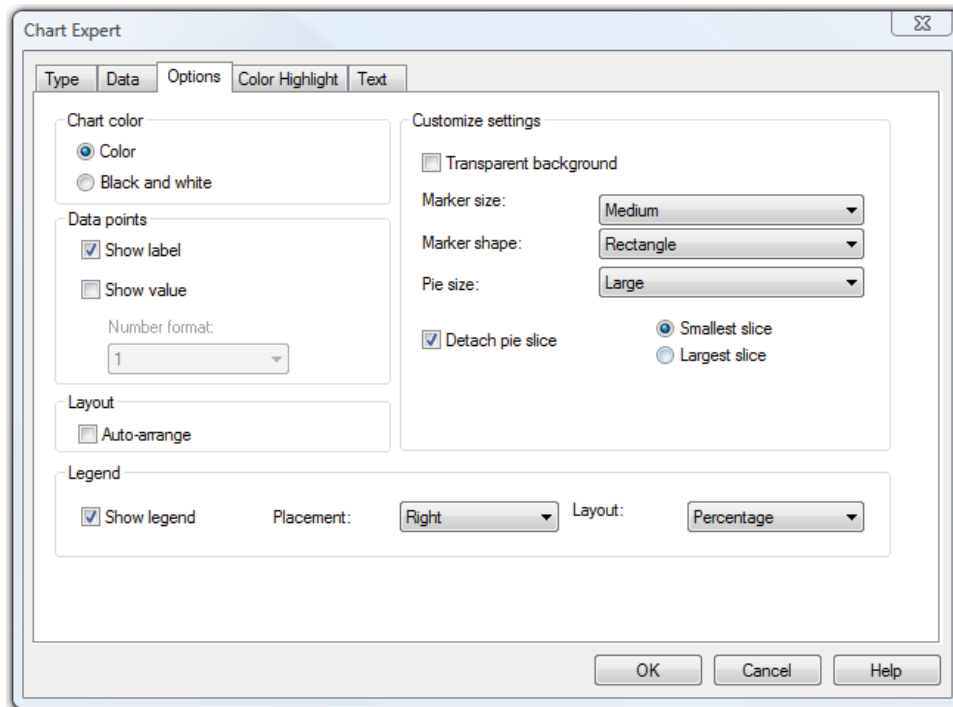 Chart Expert
Type Data Options Color Highlight Text
Chart color
Color
Black and white
Data points
Show label
Show value
Number format:
1
Layout
Auto-arrange
Customize settings
Transparent background
Marker size: Medium
Marker shape: Rectangle
Pie size: Large
Detach pie slice Smallest slice
Largest slice
Legend
Show legend Placement: Right Layout: Percentage
OK Cancel Help